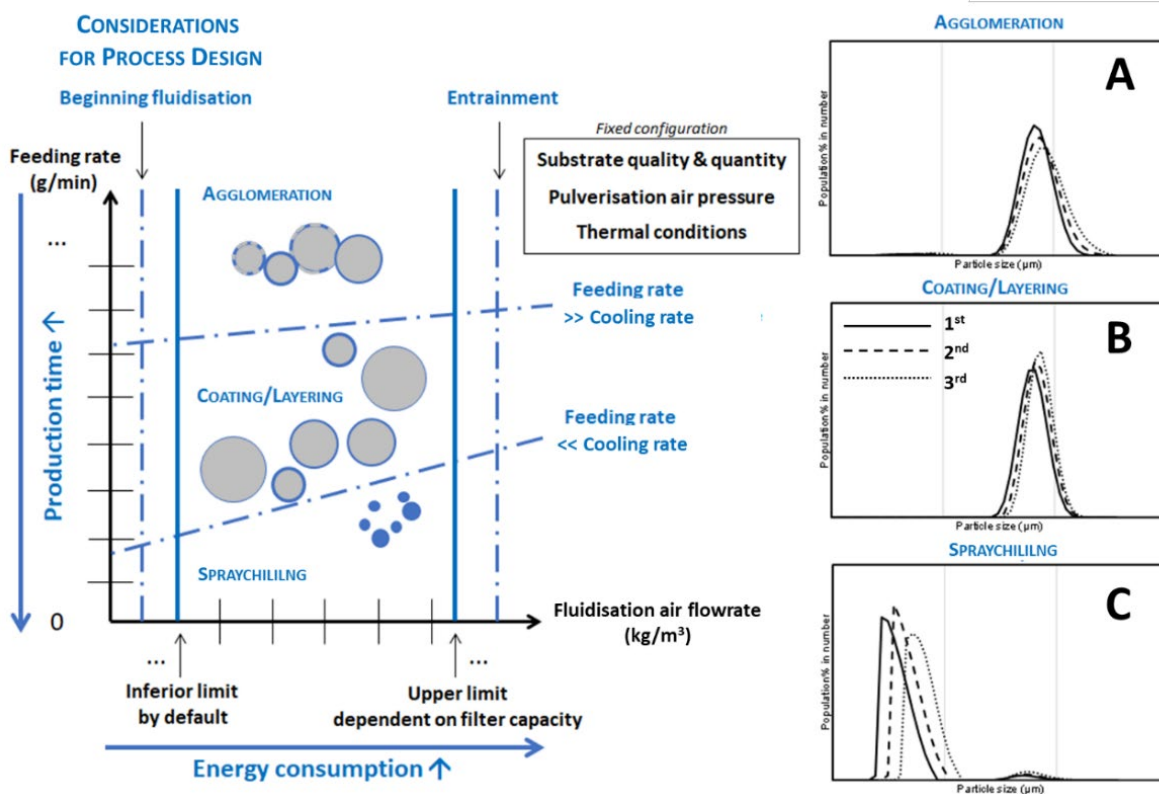 CONSIDERATIONS
FOR PROCESS DESIGN
Beginning fluidisation
Entrainment
Fixed configuration
Substrate quality & quantity
Pulverisation air pressure
Thermal conditions
Feeding rate
(g/min)
...
AGGLOMERATION
Feeding rate
>> Cooling rate
Production time ↑
COATING/LAYERING
Feeding rate
<< Cooling rate
SPRAYCHILILNG
0
Fluidisation air flowrate
(kg/m³)
...
...
Inferior limit
by default
Upper limit
dependent on filter capacity
Energy consumption ↑
AGGLOMERATION
A
Population% in number
Particle size (µm)
COATING/LAYERING
B
1st
2nd
3rd
Population% in number
Particle size (µm)
SPRAYCHILILNG
C
Population% in number
Particle size (µm)